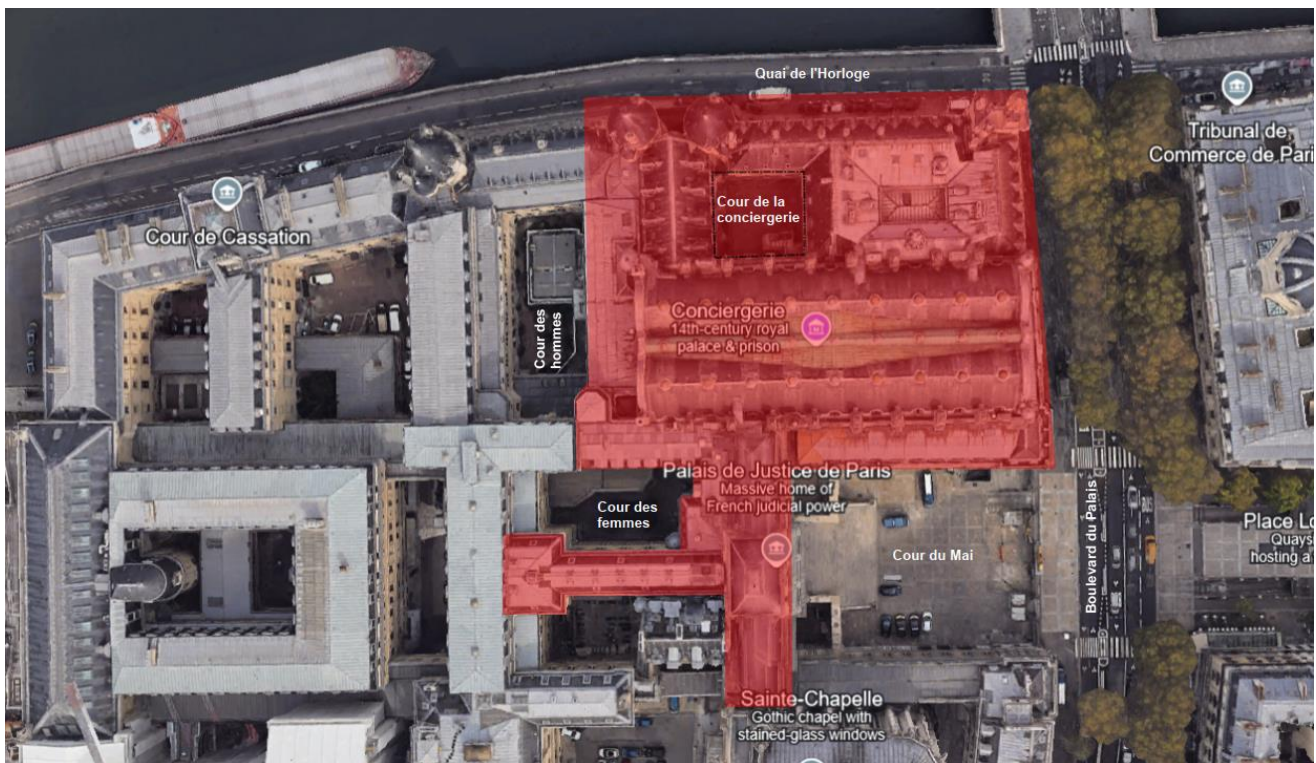 Quai de l'Horloge
Tribunal de
Commerce de Pari
Cour de la
conciergerie
Cour de Cassation
Conciergerie
14th-century royal
palace & prison
Cour des
hommes
Palais de Justice de Paris
Massive home of
French judicial power
Cour des
femmes
Cour du Mai
Boulevard du Palais
Place Lo
Quaysi
hosting a
Sainte-Chapelle
Gothic chapel with
stained-glass windows